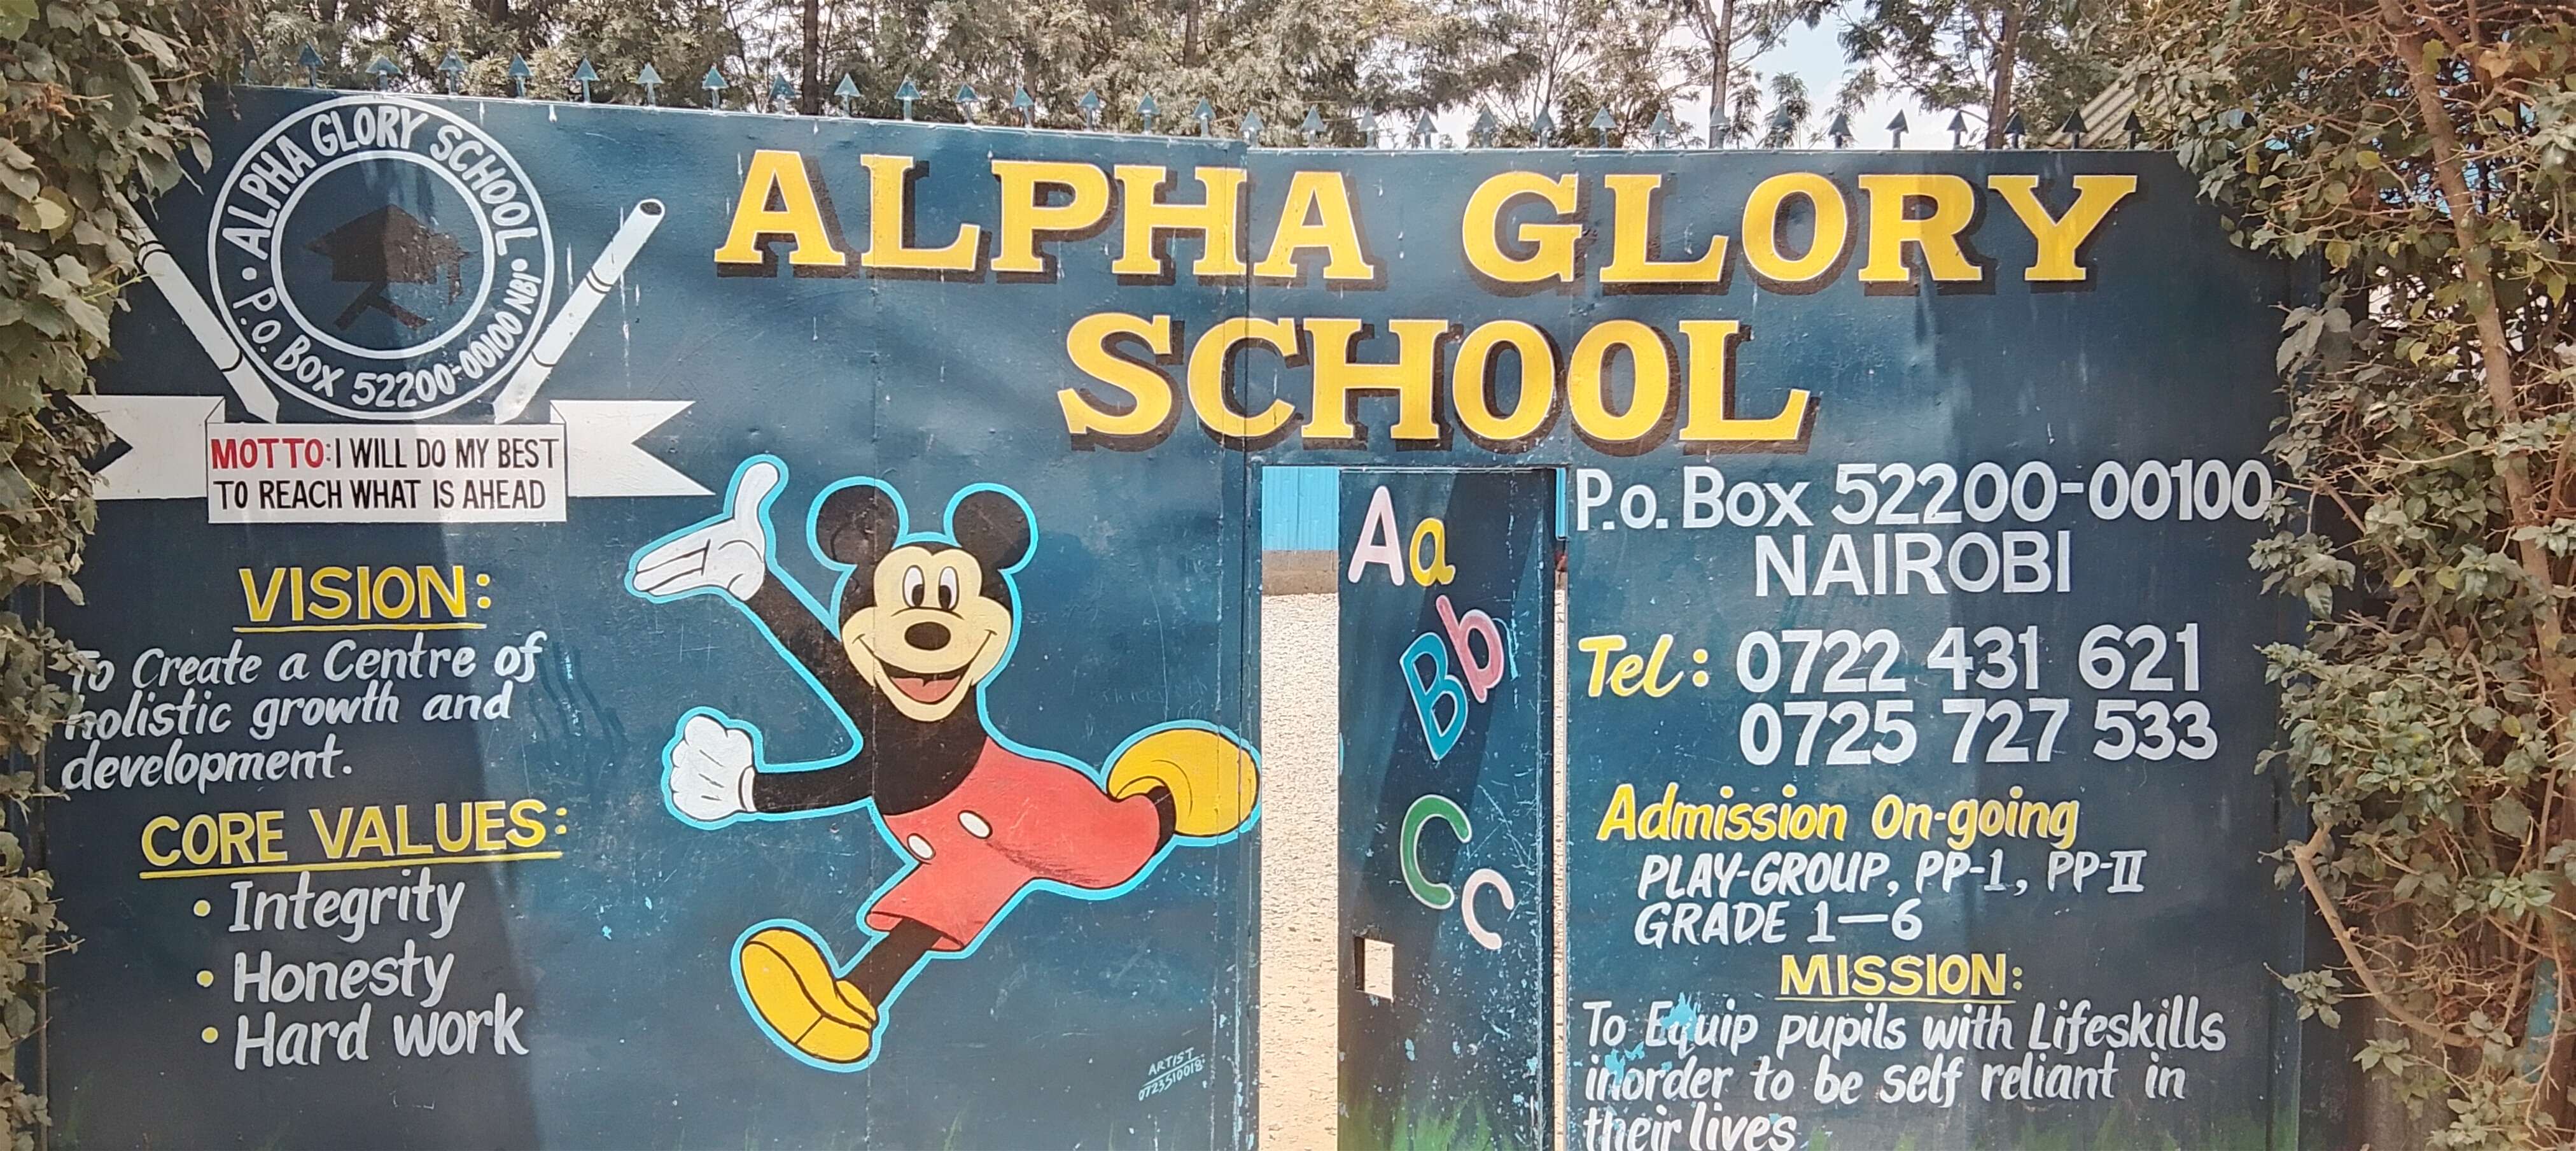 ALPHA GLORY SCHOOL
P.O. BOX 52200-00100 NBI
MOTTO: I WILL DO MY BEST
TO REACH WHAT IS AHEAD
ALPHA GLORY
SCHOOL
VISION:
To Create a Centre of
holistic growth and
development.
CORE VALUES:
• Integrity
• Honesty
• Hard work
ARTIST
0723510018
Aa
Bb
Cc
P.o. Box 52200-00100
NAIROBI
Tel: 0722 431 621
0725 727 533
Admission On-going
PLAY-GROUP, PP-1, PP-II
GRADE 1-6
MISSION:
To Equip pupils with Lifeskills
inorder to be self reliant in
their lives